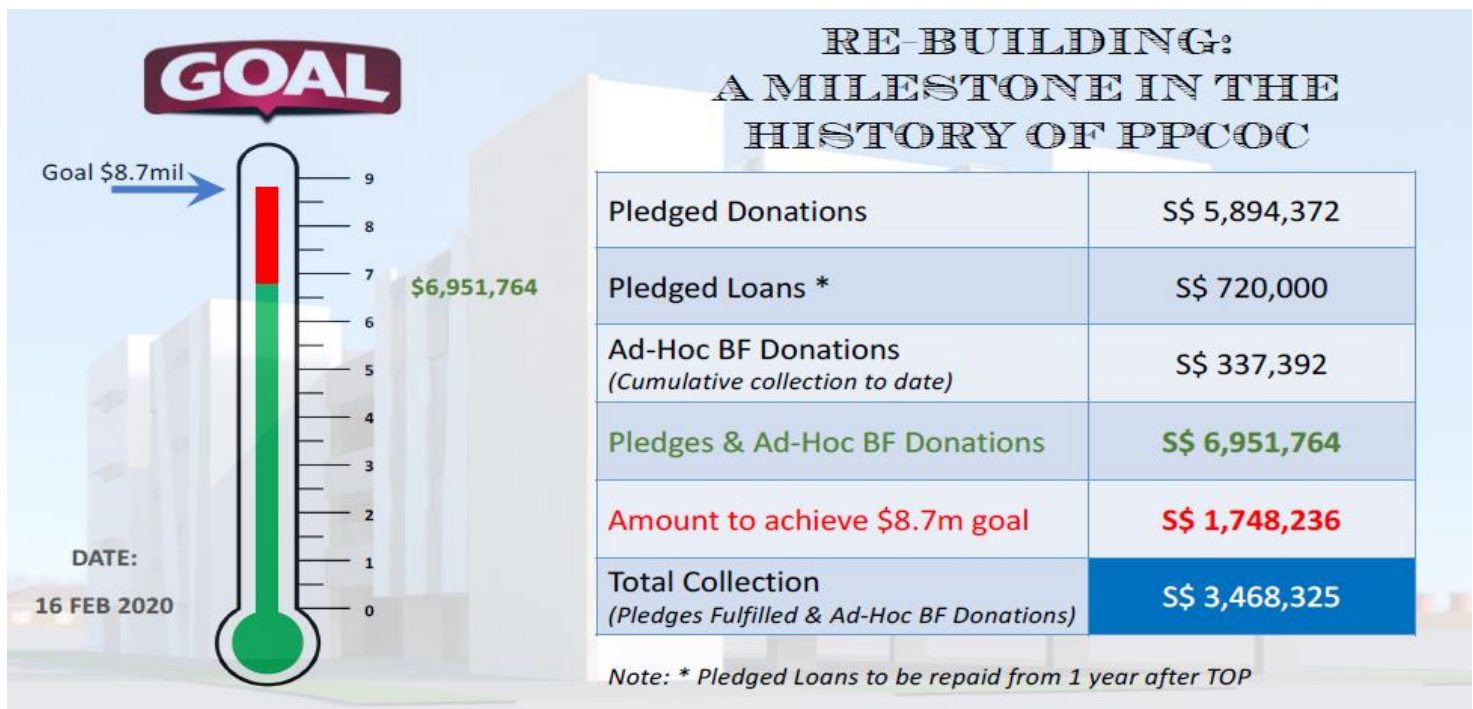 GOAL
Goal $8.7mil
9
8
7
6
5
4
3
2
1
0
$6,951,764
DATE:
16 FEB 2020
RE-BUILDING:
A MILESTONE IN THE
HISTORY OF PPCOC
Pledged Donations S$ 5,894,372
Pledged Loans * S$ 720,000
Ad-Hoc BF Donations
(Cumulative collection to date) S$ 337,392
Pledges & Ad-Hoc BF Donations S$ 6,951,764
Amount to achieve $8.7m goal S$ 1,748,236
Total Collection
(Pledges Fulfilled & Ad-Hoc BF Donations) S$ 3,468,325
Note: * Pledged Loans to be repaid from 1 year after TOP